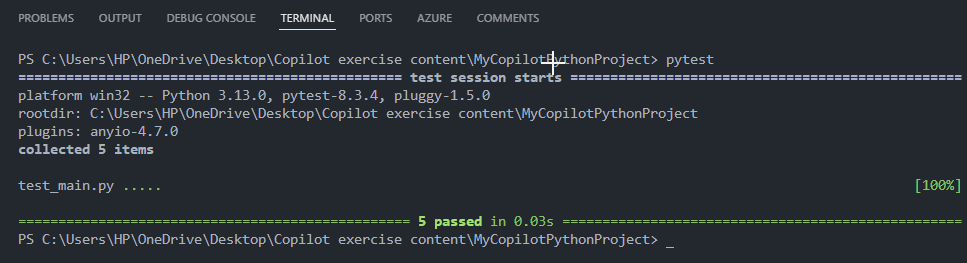 PROBLEMS OUTPUT DEBUG CONSOLE TERMINAL PORTS AZURE COMMENTS
PS C:\Users\HP\OneDrive\Desktop\Copilot exercise content\MyCopilotPythonProject> pytest
================================================ test session starts =================================================
platform win32 -- Python 3.13.0, pytest-8.3.4, pluggy-1.5.0
rootdir: C:\Users\HP\OneDrive\Desktop\Copilot exercise content\MyCopilotPythonProject
plugins: anyio-4.7.0
collected 5 items
test_main.py ..... [100%]
================================================= 5 passed in 0.03s ==================================================
PS C:\Users\HP\OneDrive\Desktop\Copilot exercise content\MyCopilotPythonProject> _